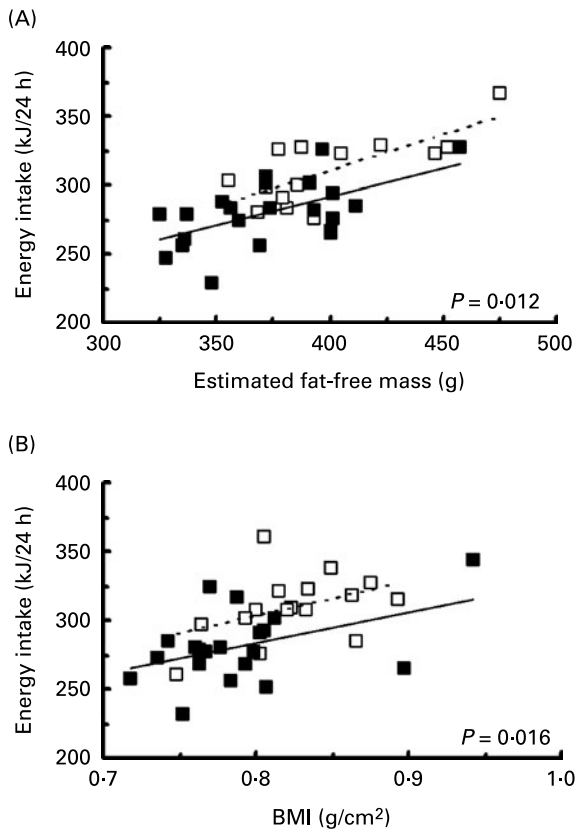 (A)
400
350
300
250
200
300
350
400
450
500
Energy intake (kJ/24 h)
P = 0·012
Estimated fat-free mass (g)
(B)
400
350
300
250
200
0·7
0·8
0·9
1·0
Energy intake (kJ/24 h)
P = 0·016
BMI (g/cm²)